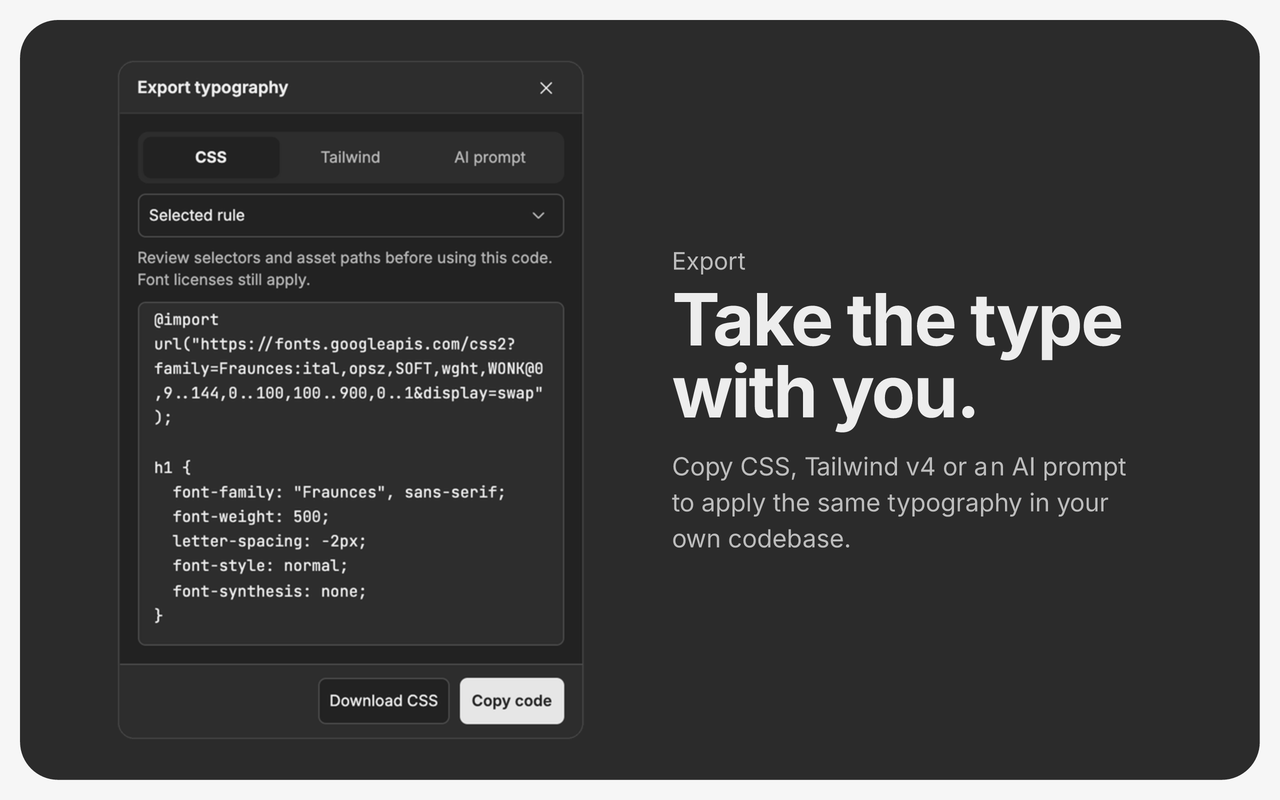 Export typography
CSS
Tailwind
AI prompt
Selected rule
Review selectors and asset paths before using this code.
Font licenses still apply.
@import
url("https://fonts.googleapis.com/css2?
family=Fraunces:ital,opsz,SOFT,wght,WONK@0
,9..144,0..100,100..900,0..1&display=swap"
);
h1 {
font-family: "Fraunces", sans-serif;
font-weight: 500;
letter-spacing: -2px;
font-style: normal;
font-synthesis: none;
}
Download CSS
Copy code
Export
Take the type
with you.
Copy CSS, Tailwind v4 or an AI prompt
to apply the same typography in your
own codebase.